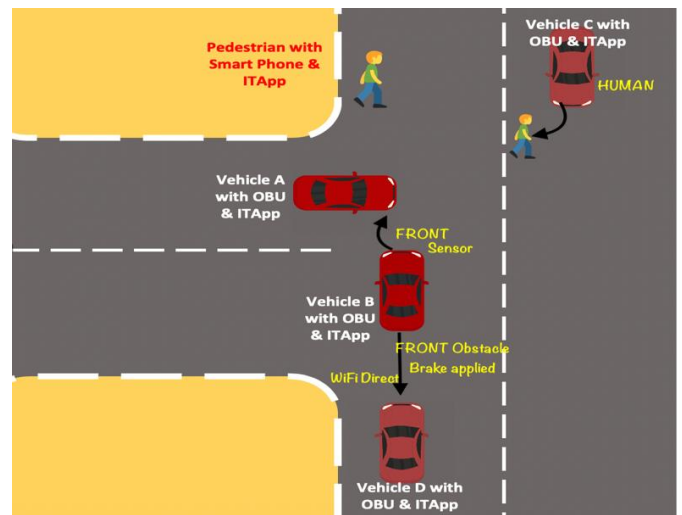 Vehicle C with
OBU & ITApp
Pedestrian with
Smart Phone &
ITApp
HUMAN
Vehicle A
with OBU
& ITApp
FRONT
Sensor
Vehicle B
with OBU
& ITApp
FRONT Obstacle
Brake applied
WiFi Direct
Vehicle D with
OBU & ITApp